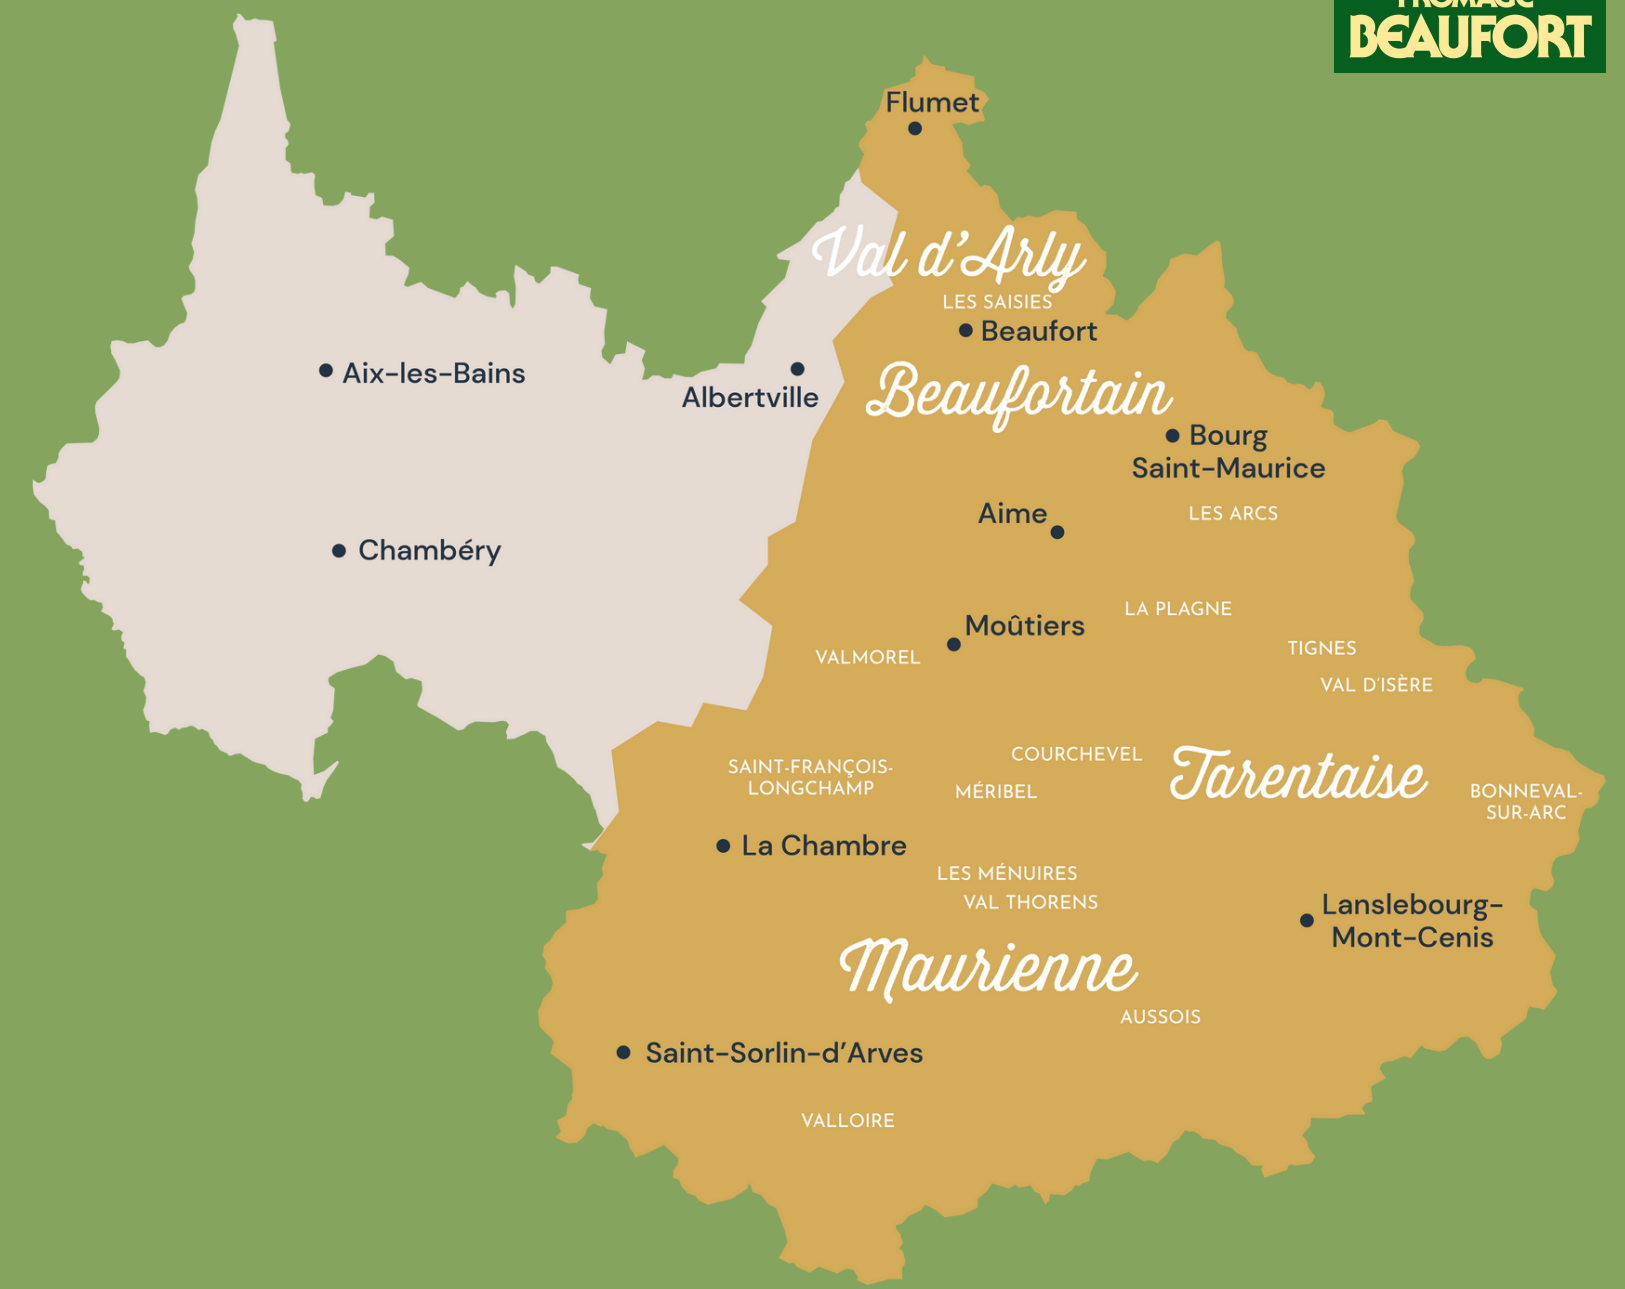 FROMAGE
BEAUFORT
Flumet
Val d'Arly
LES SAISIES
Beaufort
Aix-les-Bains
Albertville
Beaufortain
Bourg
Saint-Maurice
Aime
LES ARCS
Chambéry
LA PLAGNE
Moûtiers
VALMOREL
TIGNES
VAL D'ISÈRE
COURCHEVEL
SAINT-FRANÇOIS-
LONGCHAMP
MÉRIBEL
Tarentaise
BONNEVAL-
SUR-ARC
La Chambre
LES MÉNUIRES
VAL THORENS
Lanslebourg-
Mont-Cenis
Maurienne
AUSSOIS
Saint-Sorlin-d'Arves
VALLOIRE